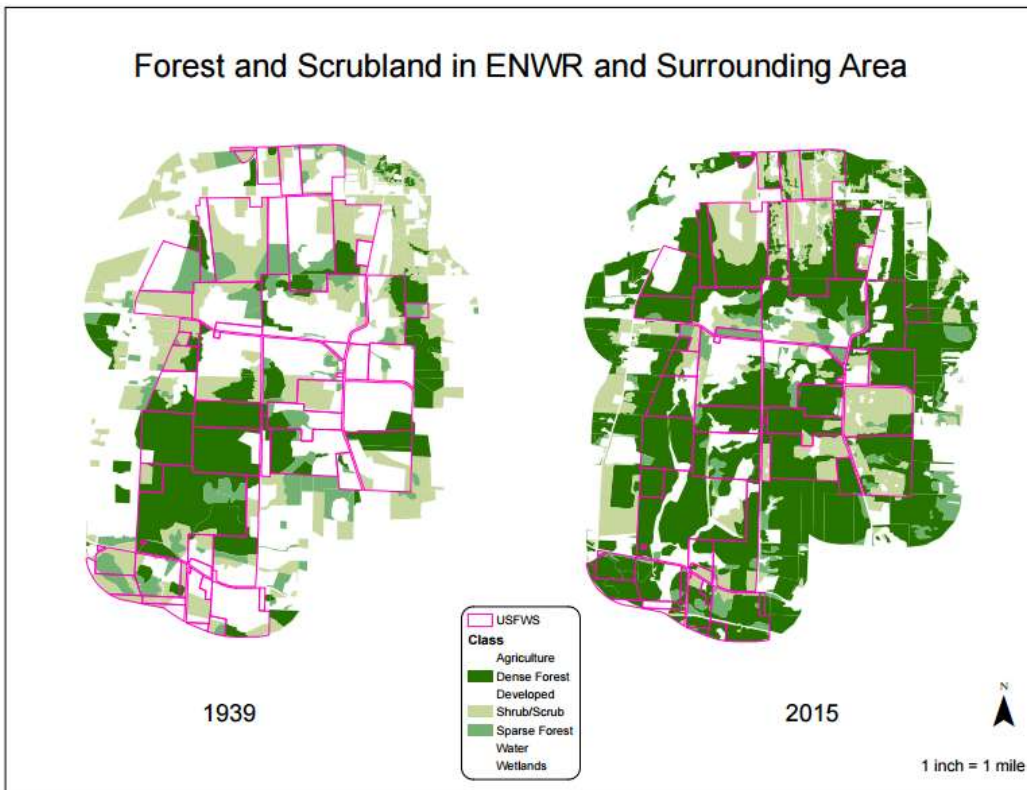 Forest and Scrubland in ENWR and Surrounding Area
USFWS
Class
Agriculture
Dense Forest
Developed
Shrub/Scrub
Sparse Forest
Water
Wetlands
1939
2015
N
1 inch = 1 mile